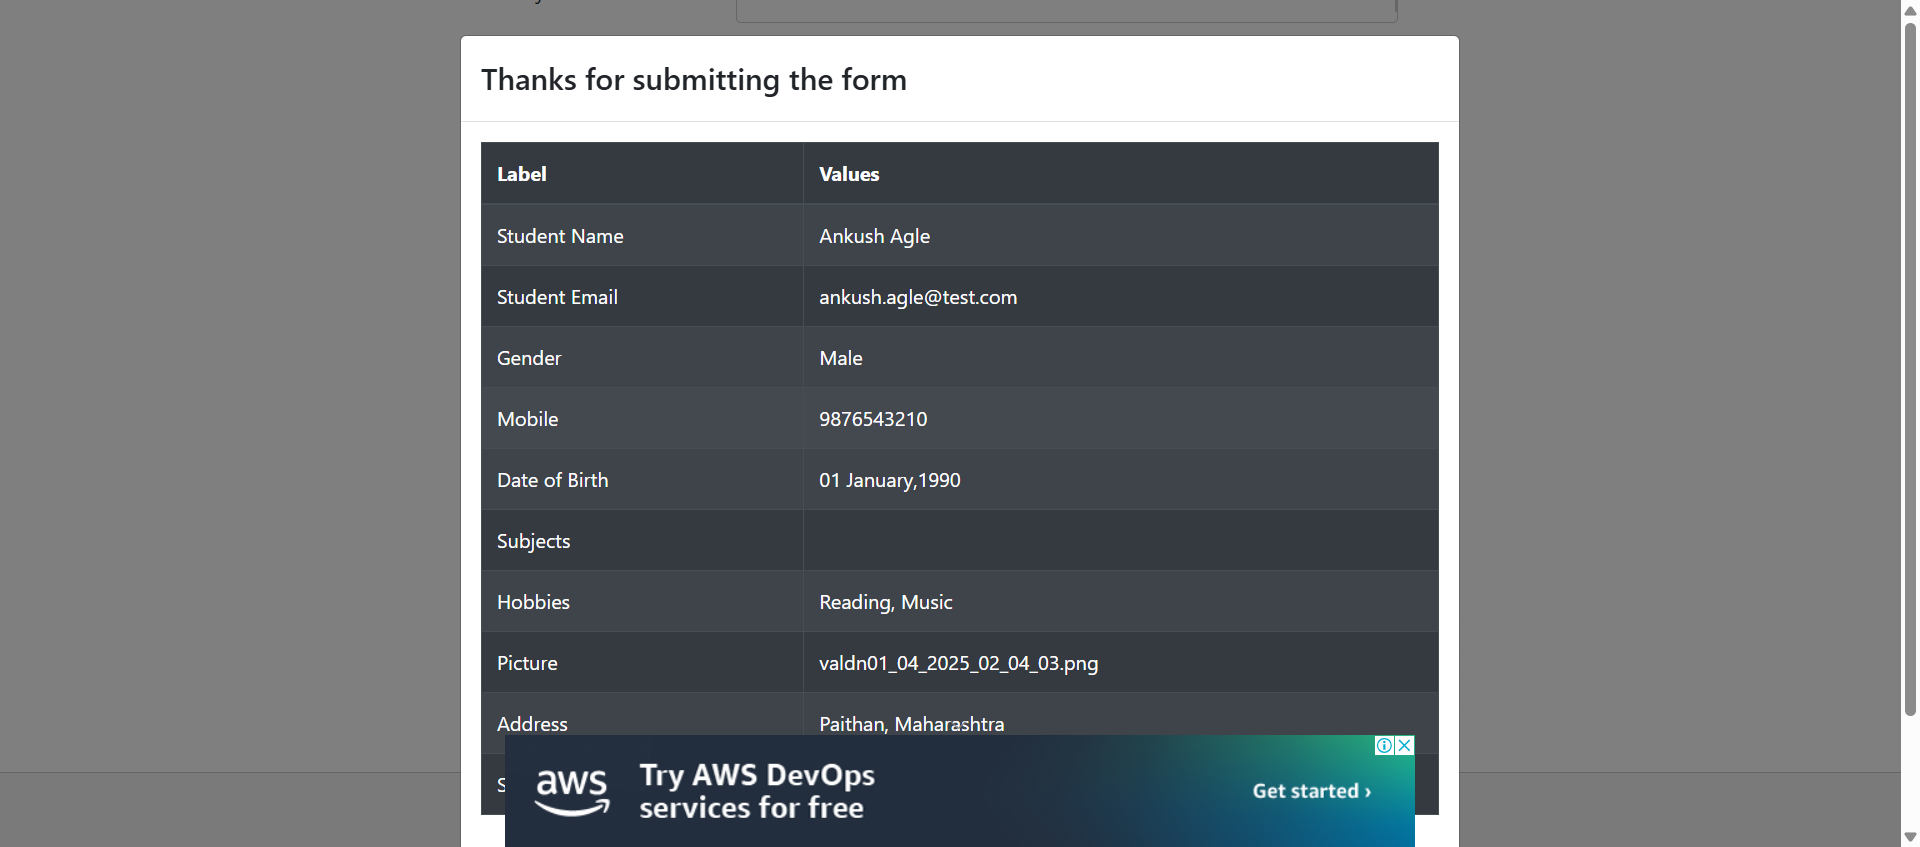 Thanks for submitting the form
Label Values
Student Name Ankush Agle
Student Email ankush.agle@test.com
Gender Male
Mobile 9876543210
Date of Birth 01 January,1990
Subjects
Hobbies Reading, Music
Picture valdn01_04_2025_02_04_03.png
Address Paithan, Maharashtra
S
aws
Try AWS DevOps
services for free
Get started ›